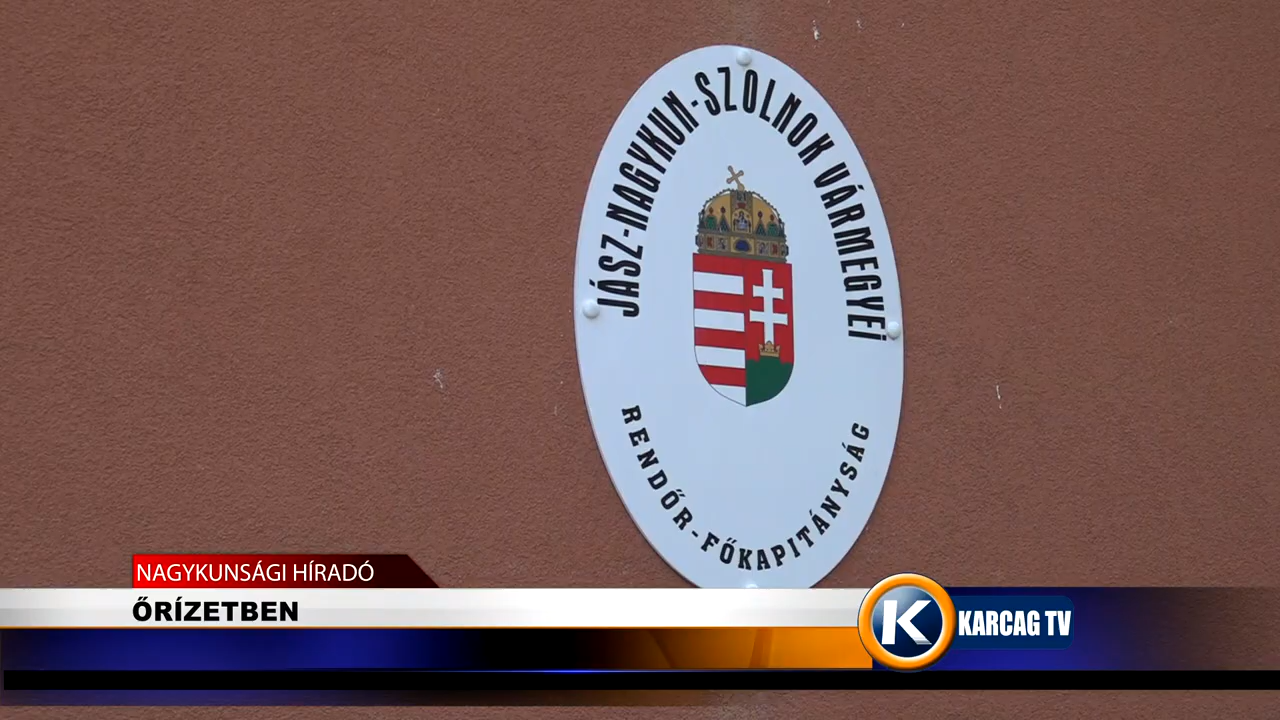 JÁSZ-NAGYKUN-SZOLNOK VÁRMEGYEI
RENDŐR-FŐKAPITÁNYSÁG
NAGYKUNSÁGI HÍRADÓ
ŐRÍZETBEN
K KARCAG TV